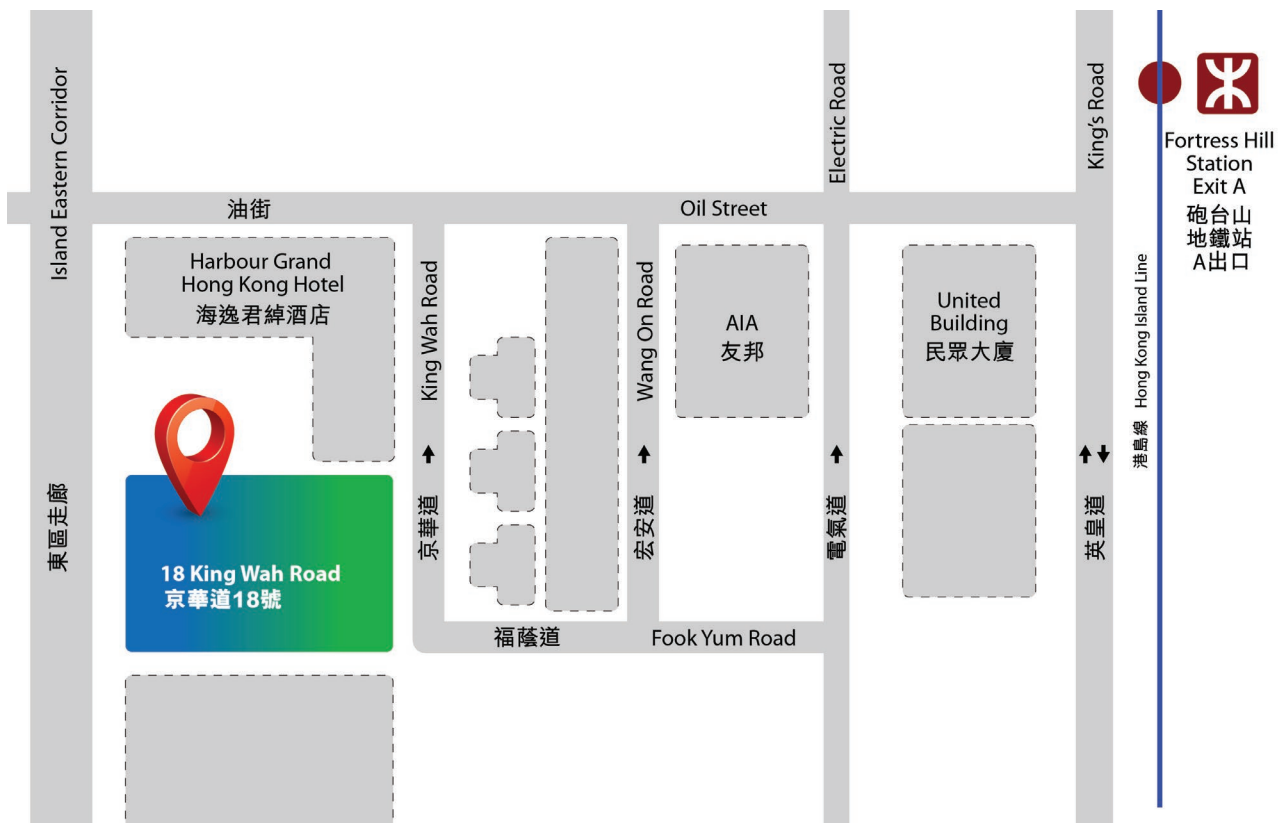 Island Eastern Corridor
東區走廊
油街
Oil Street
Electric Road
電氣道
King's Road
英皇道
Fortress Hill
Station
Exit A
砲台山
地鐵站
A出口
港島線 Hong Kong Island Line
Harbour Grand
Hong Kong Hotel
海逸君綽酒店
King Wah Road
京華道
Wang On Road
宏安道
AIA
友邦
United
Building
民眾大廈
18 King Wah Road
京華道18號
福蔭道
Fook Yum Road